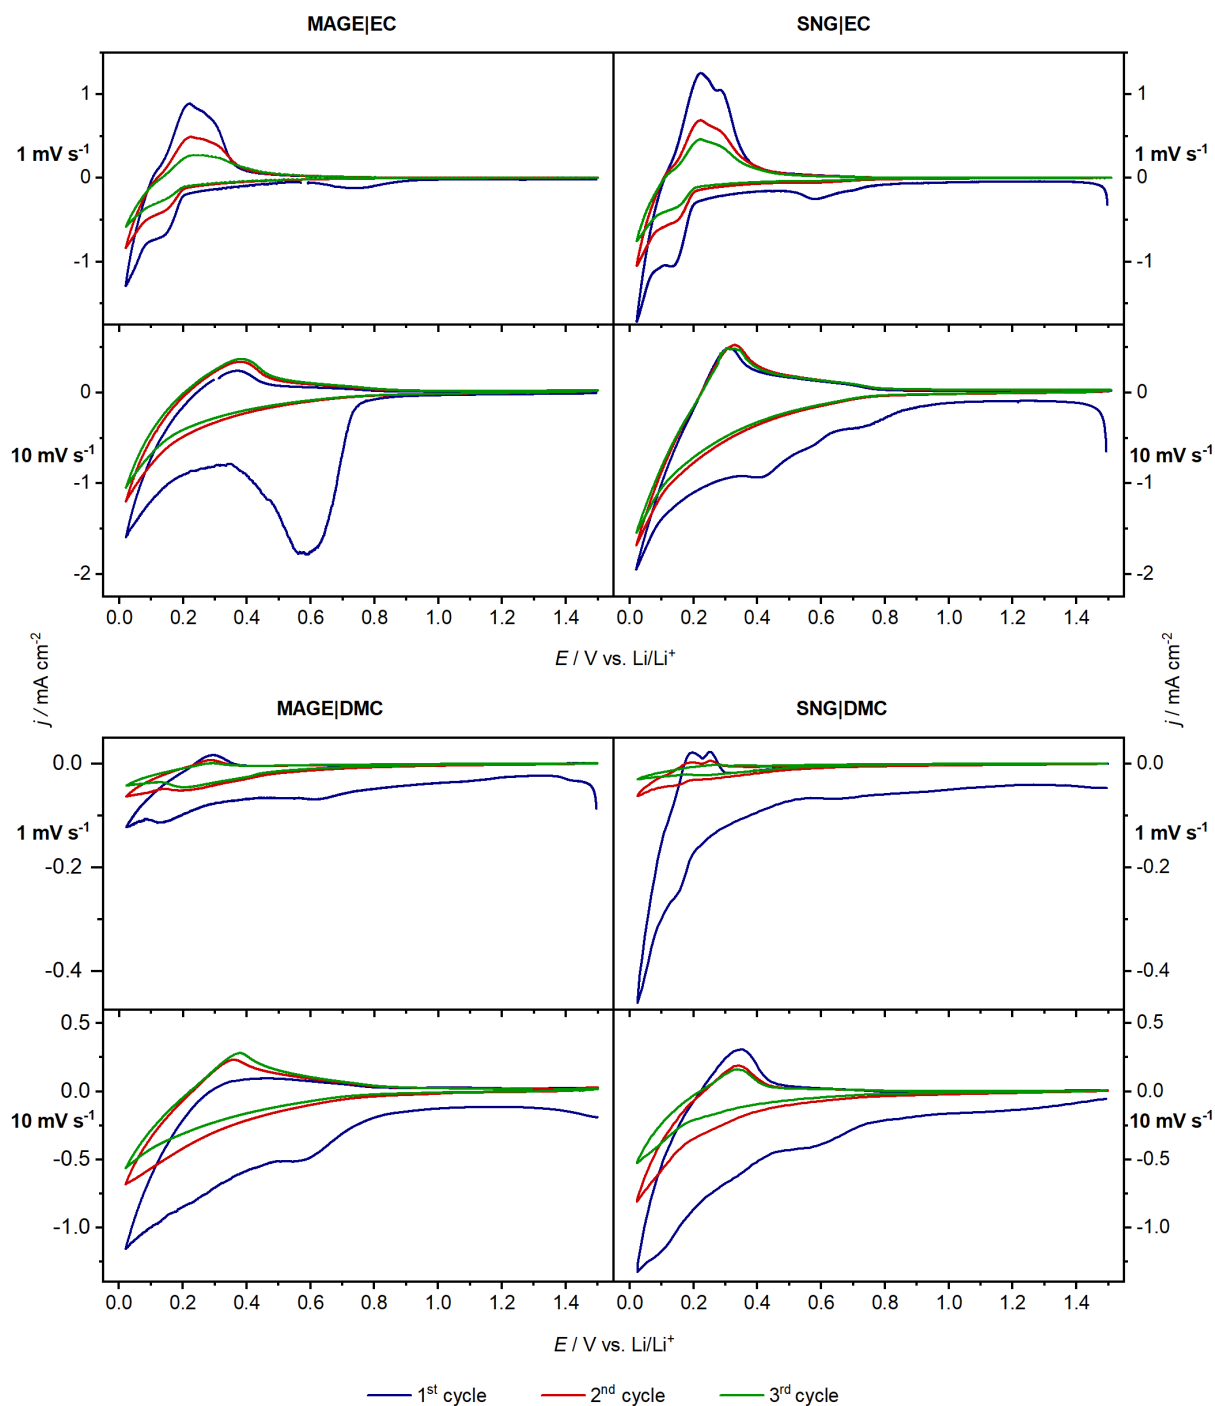 MAGE|EC SNG|EC
1 1
1 mV s⁻¹ 1 mV s⁻¹
0 0
-1 -1
0 0
10 mV s⁻¹ 10 mV s⁻¹
-1 -1
-2 -2
0.0 0.2 0.4 0.6 0.8 1.0 1.2 1.4 0.0 0.2 0.4 0.6 0.8 1.0 1.2 1.4
E / V vs. Li/Li⁺
j / mA cm⁻² j / mA cm⁻²
MAGE|DMC SNG|DMC
0.0 0.0
1 mV s⁻¹ 1 mV s⁻¹
-0.2 -0.2
-0.4 -0.4
0.5 0.5
0.0 0.0
10 mV s⁻¹ 10 mV s⁻¹
-0.5 -0.5
-1.0 -1.0
0.0 0.2 0.4 0.6 0.8 1.0 1.2 1.4 0.0 0.2 0.4 0.6 0.8 1.0 1.2 1.4
E / V vs. Li/Li⁺
1ˢᵗ cycle 2ⁿᵈ cycle 3ʳᵈ cycle